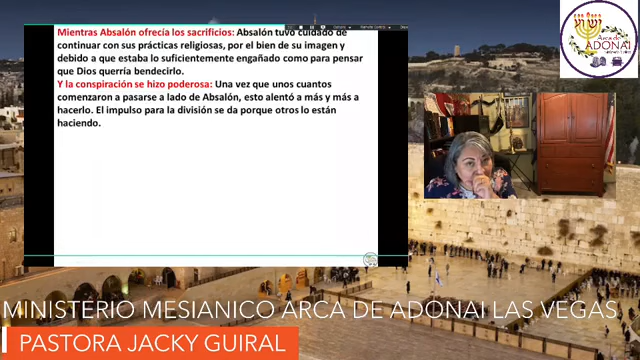 Mientras Absalón ofrecía los sacrificios: Absalón tuvo cuidado de
continuar con sus prácticas religiosas, por el bien de su imagen y
debido a que estaba lo suficientemente engañado como para pensar
que Dios querría bendecirlo.
Y la conspiración se hizo poderosa: Una vez que unos cuantos
comenzaron a pasarse a lado de Absalón, esto alentó a más y más a
hacerlo. El impulso para la división se da porque otros lo están
haciendo.
Arca de
ADONAI
MINISTERIO MESIANICO ARCA DE ADONAI LAS VEGAS
PASTORA JACKY GUIRAL